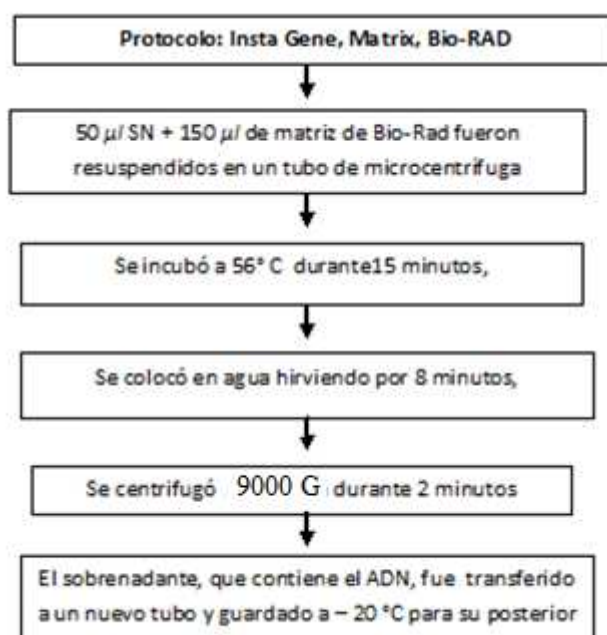 Protocolo: Insta Gene, Matrix, Bio-RAD
50 µl SN + 150 µl de matriz de Bio-Rad fueron
resuspendidos en un tubo de microcentrífuga
Se incubó a 56° C durante15 minutos,
Se colocó en agua hirviendo por 8 minutos,
Se centrifugó 9000 G durante 2 minutos
El sobrenadante, que contiene el ADN, fue transferido
a un nuevo tubo y guardado a – 20 °C para su posterior